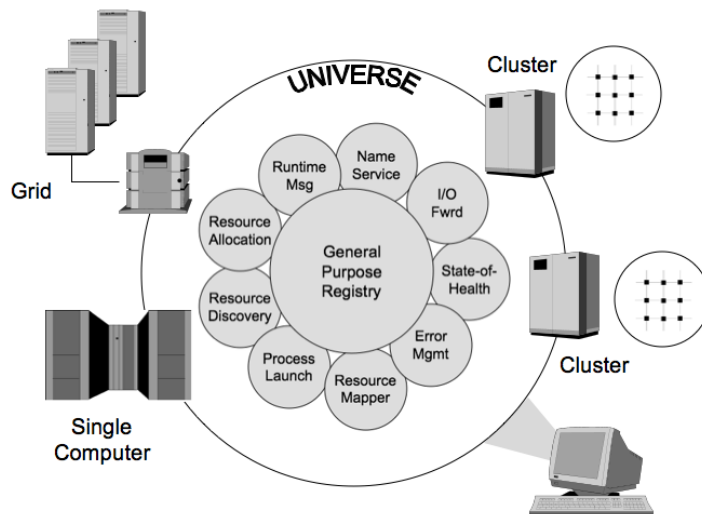 UNIVERSE
Cluster
Grid
Runtime
Msg
Name
Service
I/O
Fwrd
Resource
Allocation
General
Purpose
Registry
State-of-
Health
Resource
Discovery
Error
Mgmt
Process
Launch
Resource
Mapper
Cluster
Single
Computer